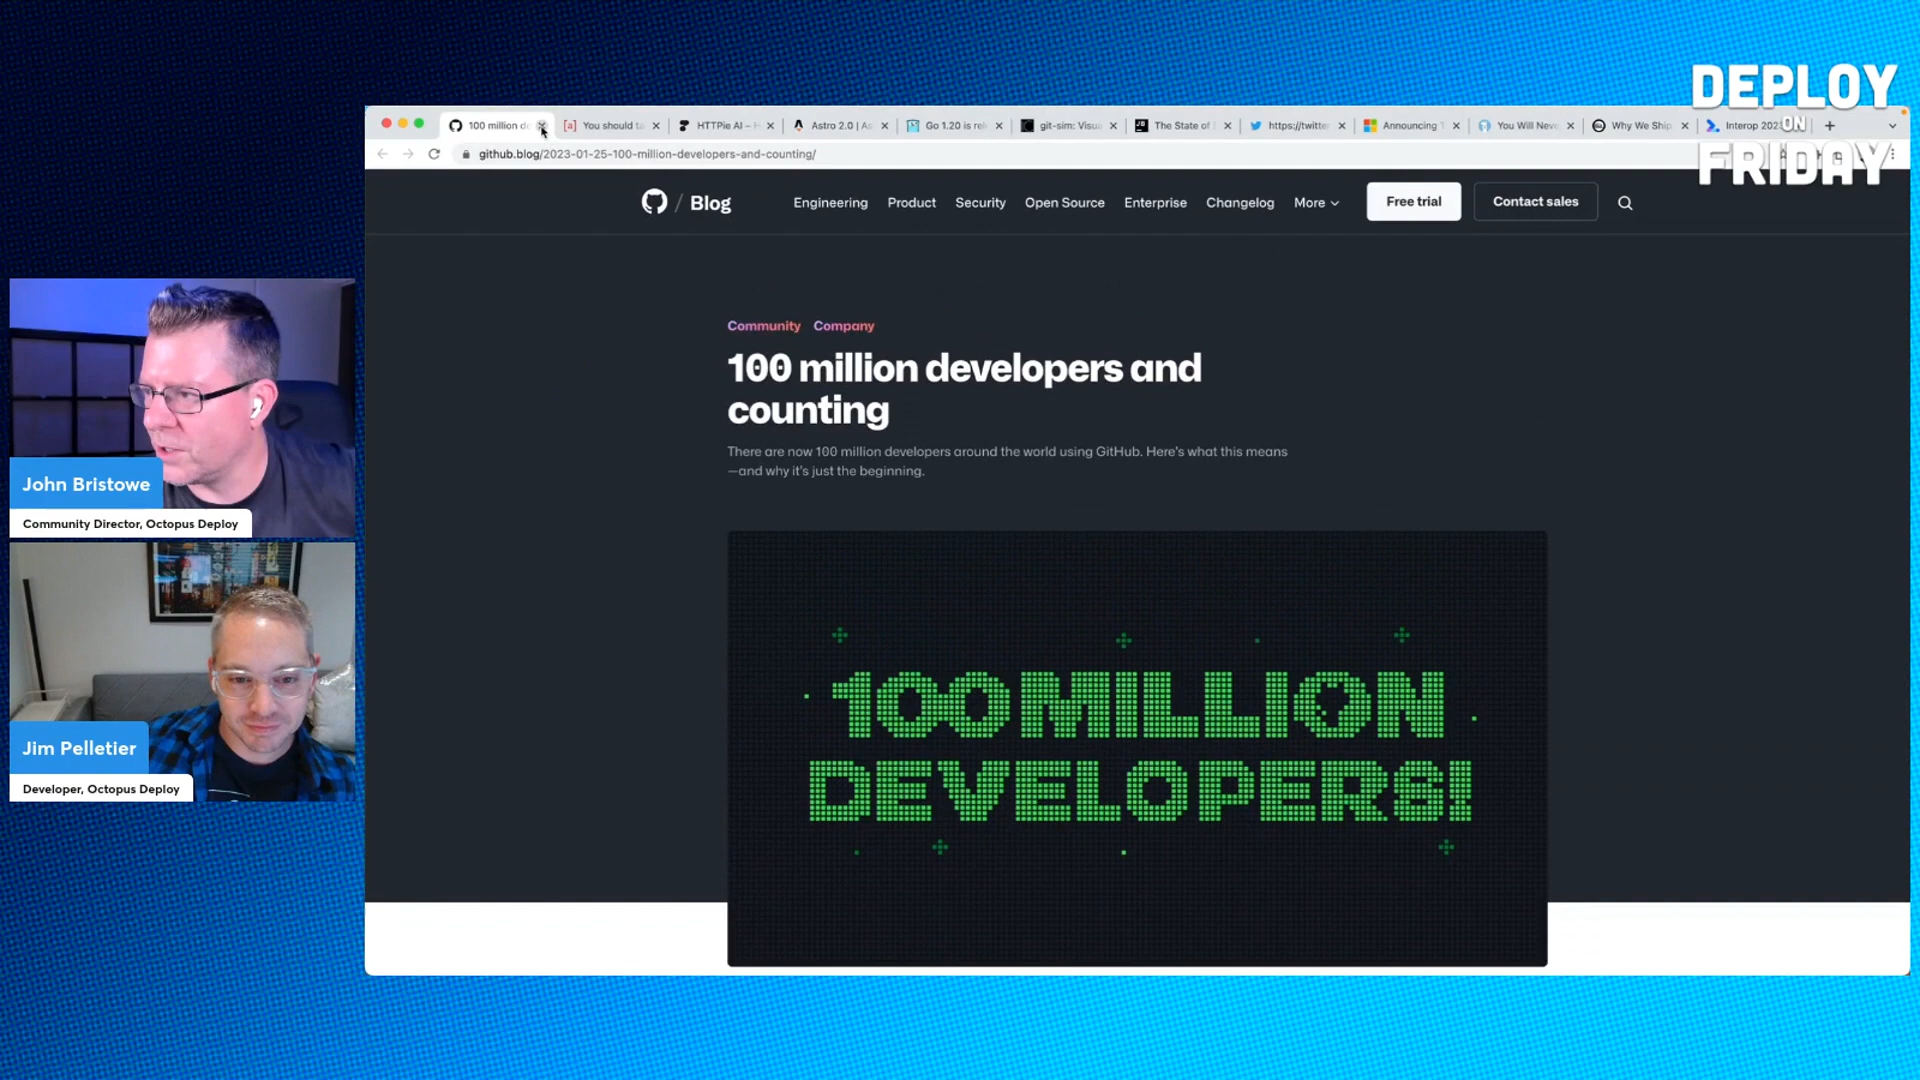 DEPLOY
ON
FRIDAY
100 million de
You should ta
HTTPie AI – H
Astro 2.0 | As
Go 1.20 is rele
git-sim: Visua
The State of
https://twitter
Announcing
You Will Neve
Why We Ship
Interop 202
github.blog/2023-01-25-100-million-developers-and-counting/
/ Blog
Engineering Product Security Open Source Enterprise Changelog More Free trial Contact sales
Community Company
100 million developers and
counting
There are now 100 million developers around the world using GitHub. Here's what this means
—and why it's just the beginning.
100MILLION
DEVELOPERS!
John Bristowe
Community Director, Octopus Deploy
Jim Pelletier
Developer, Octopus Deploy